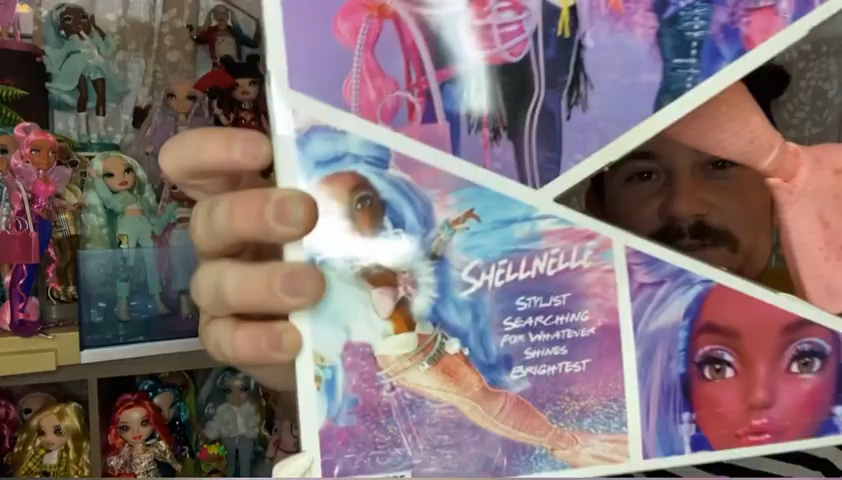 SHELLNELLE
STYLIST
SEARCHING
FOR WHATEVER
SHINES
BRIGHTEST